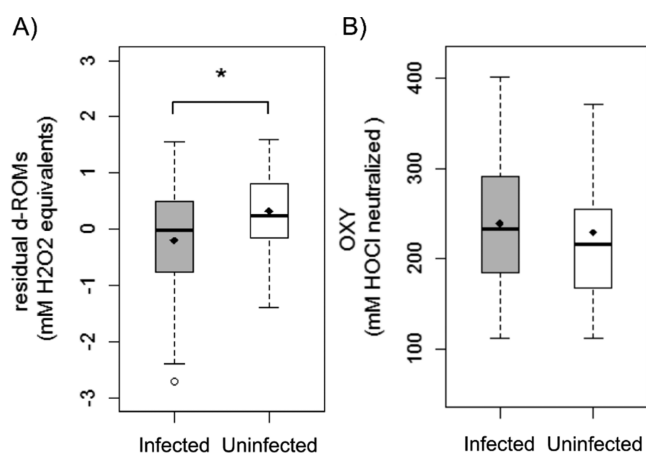 A)
residual d-ROMs
(mM H2O2 equivalents)
3
2
1
0
-1
-2
-3
*
Infected Uninfected
B)
OXY
(mM HOCl neutralized )
400
300
200
100
Infected Uninfected